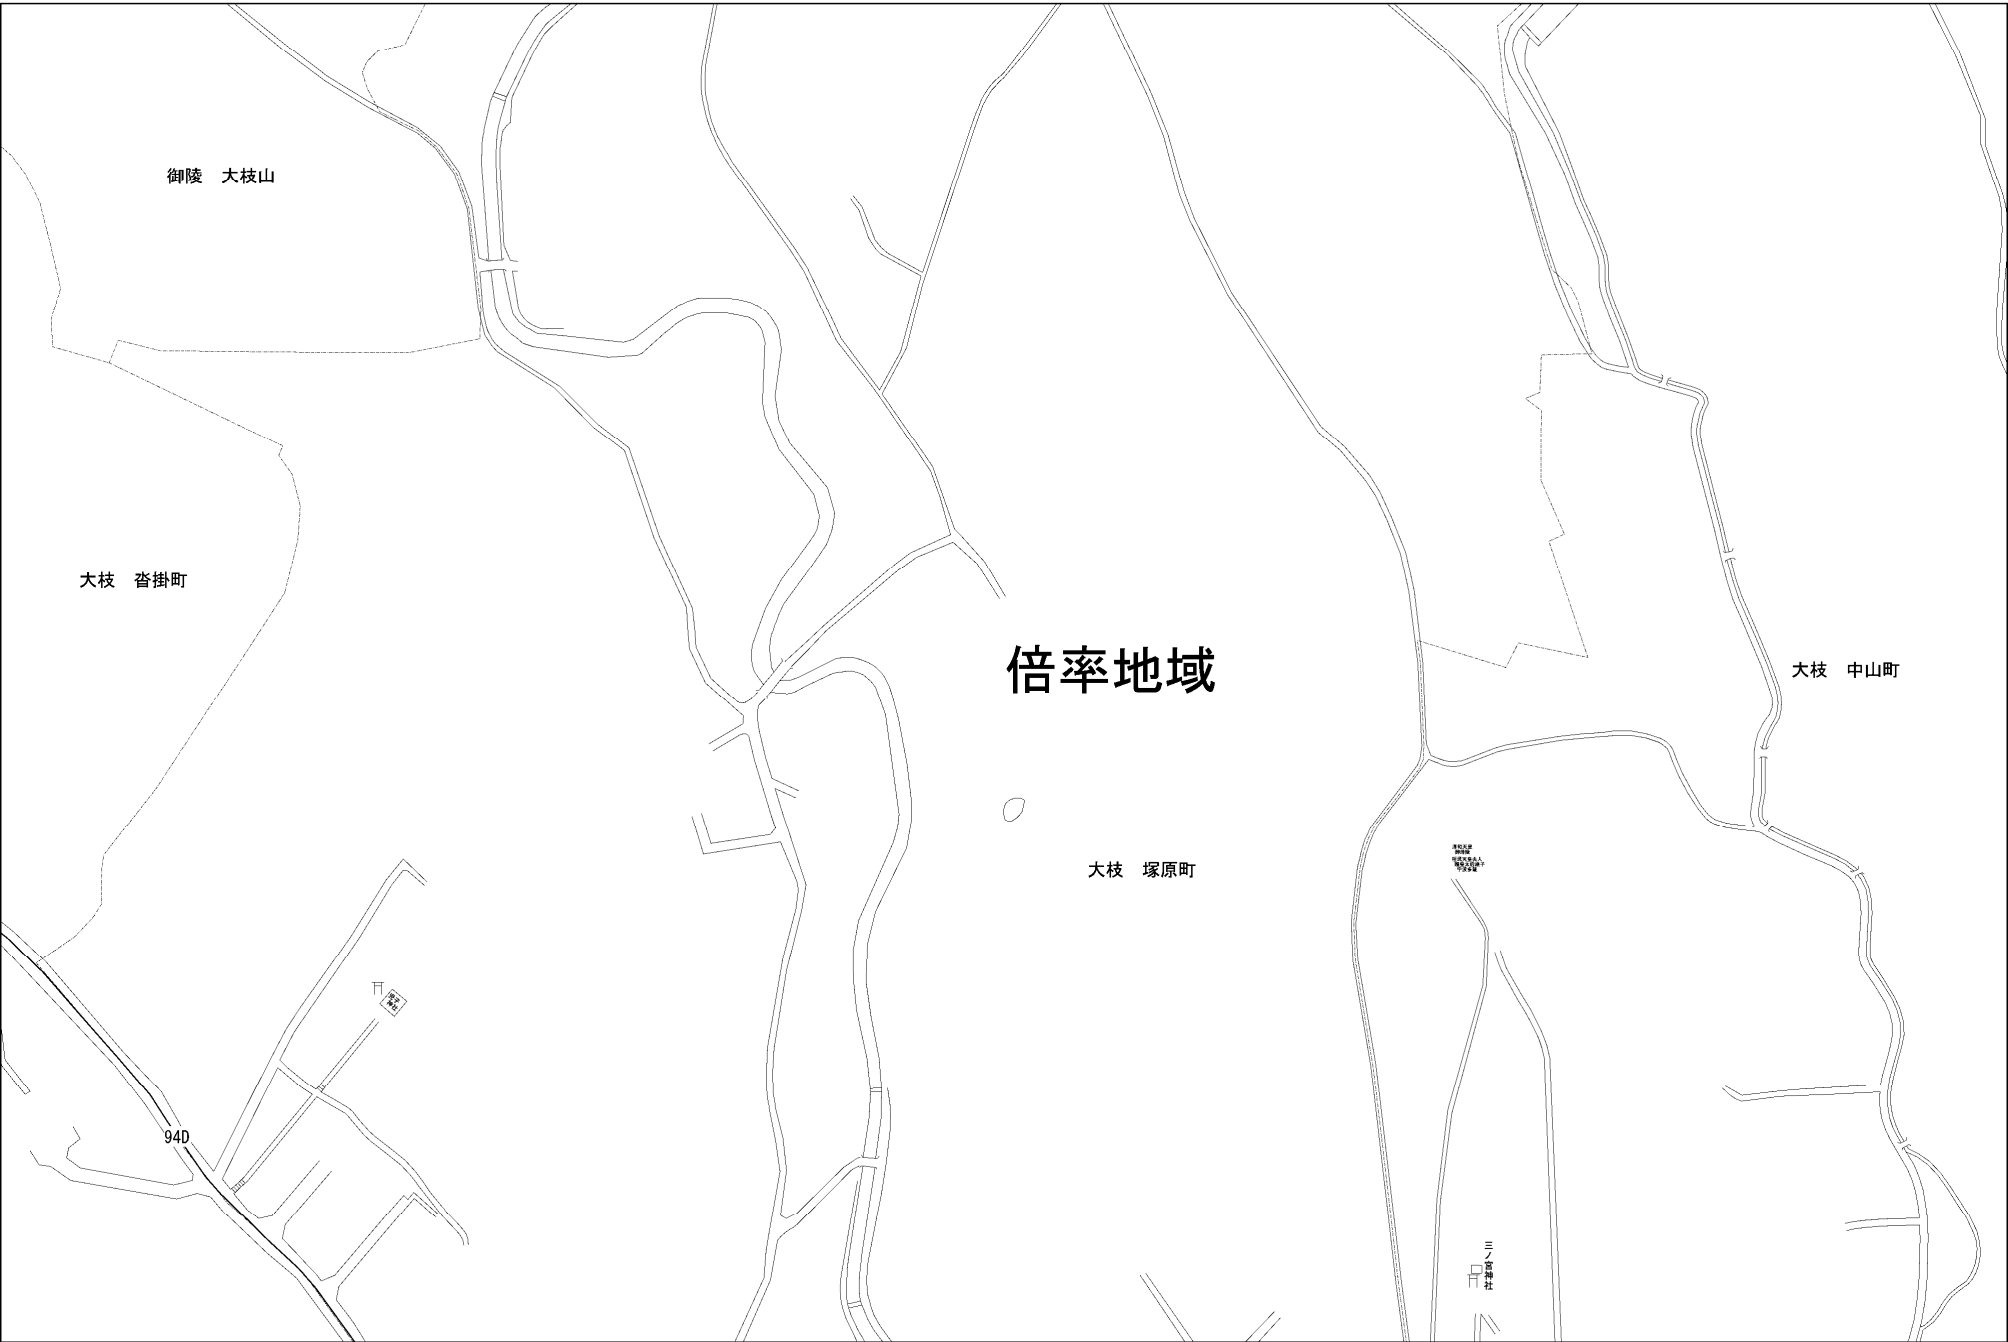 御陵　大枝山
大枝　沓掛町
倍率地域
大枝　中山町
大枝　塚原町
94D
三ノ宮神社